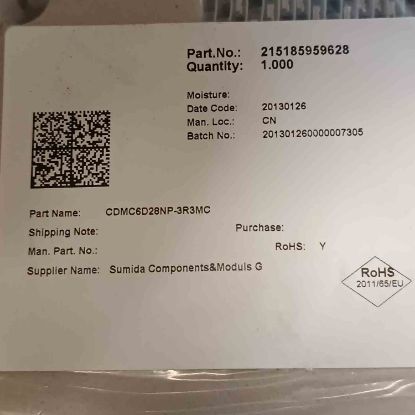 Part.No.: 215185959628
Quantity: 1.000
Moisture:
Date Code: 20130126
Man. Loc.: CN
Batch No.: 201301260000007305
Part Name: CDMC6D28NP-3R3MC
Shipping Note: Purchase:
Man. Part. No.: RoHS: Y
Supplier Name: Sumida Components&Moduls G
RoHS
2011/65/EU